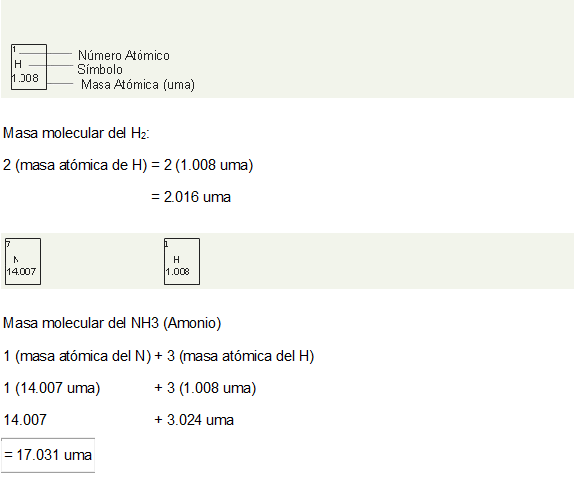 1
Número Atómico
H
Símbolo
1.008
Masa Atómica (uma)
Masa molecular del H₂:
2 (masa atómica de H) = 2 (1.008 uma)
= 2.016 uma
7 1
N H
14.007 1.008
Masa molecular del NH3 (Amonio)
1 (masa atómica del N) + 3 (masa atómica del H)
1 (14.007 uma) + 3 (1.008 uma)
14.007 + 3.024 uma
= 17.031 uma